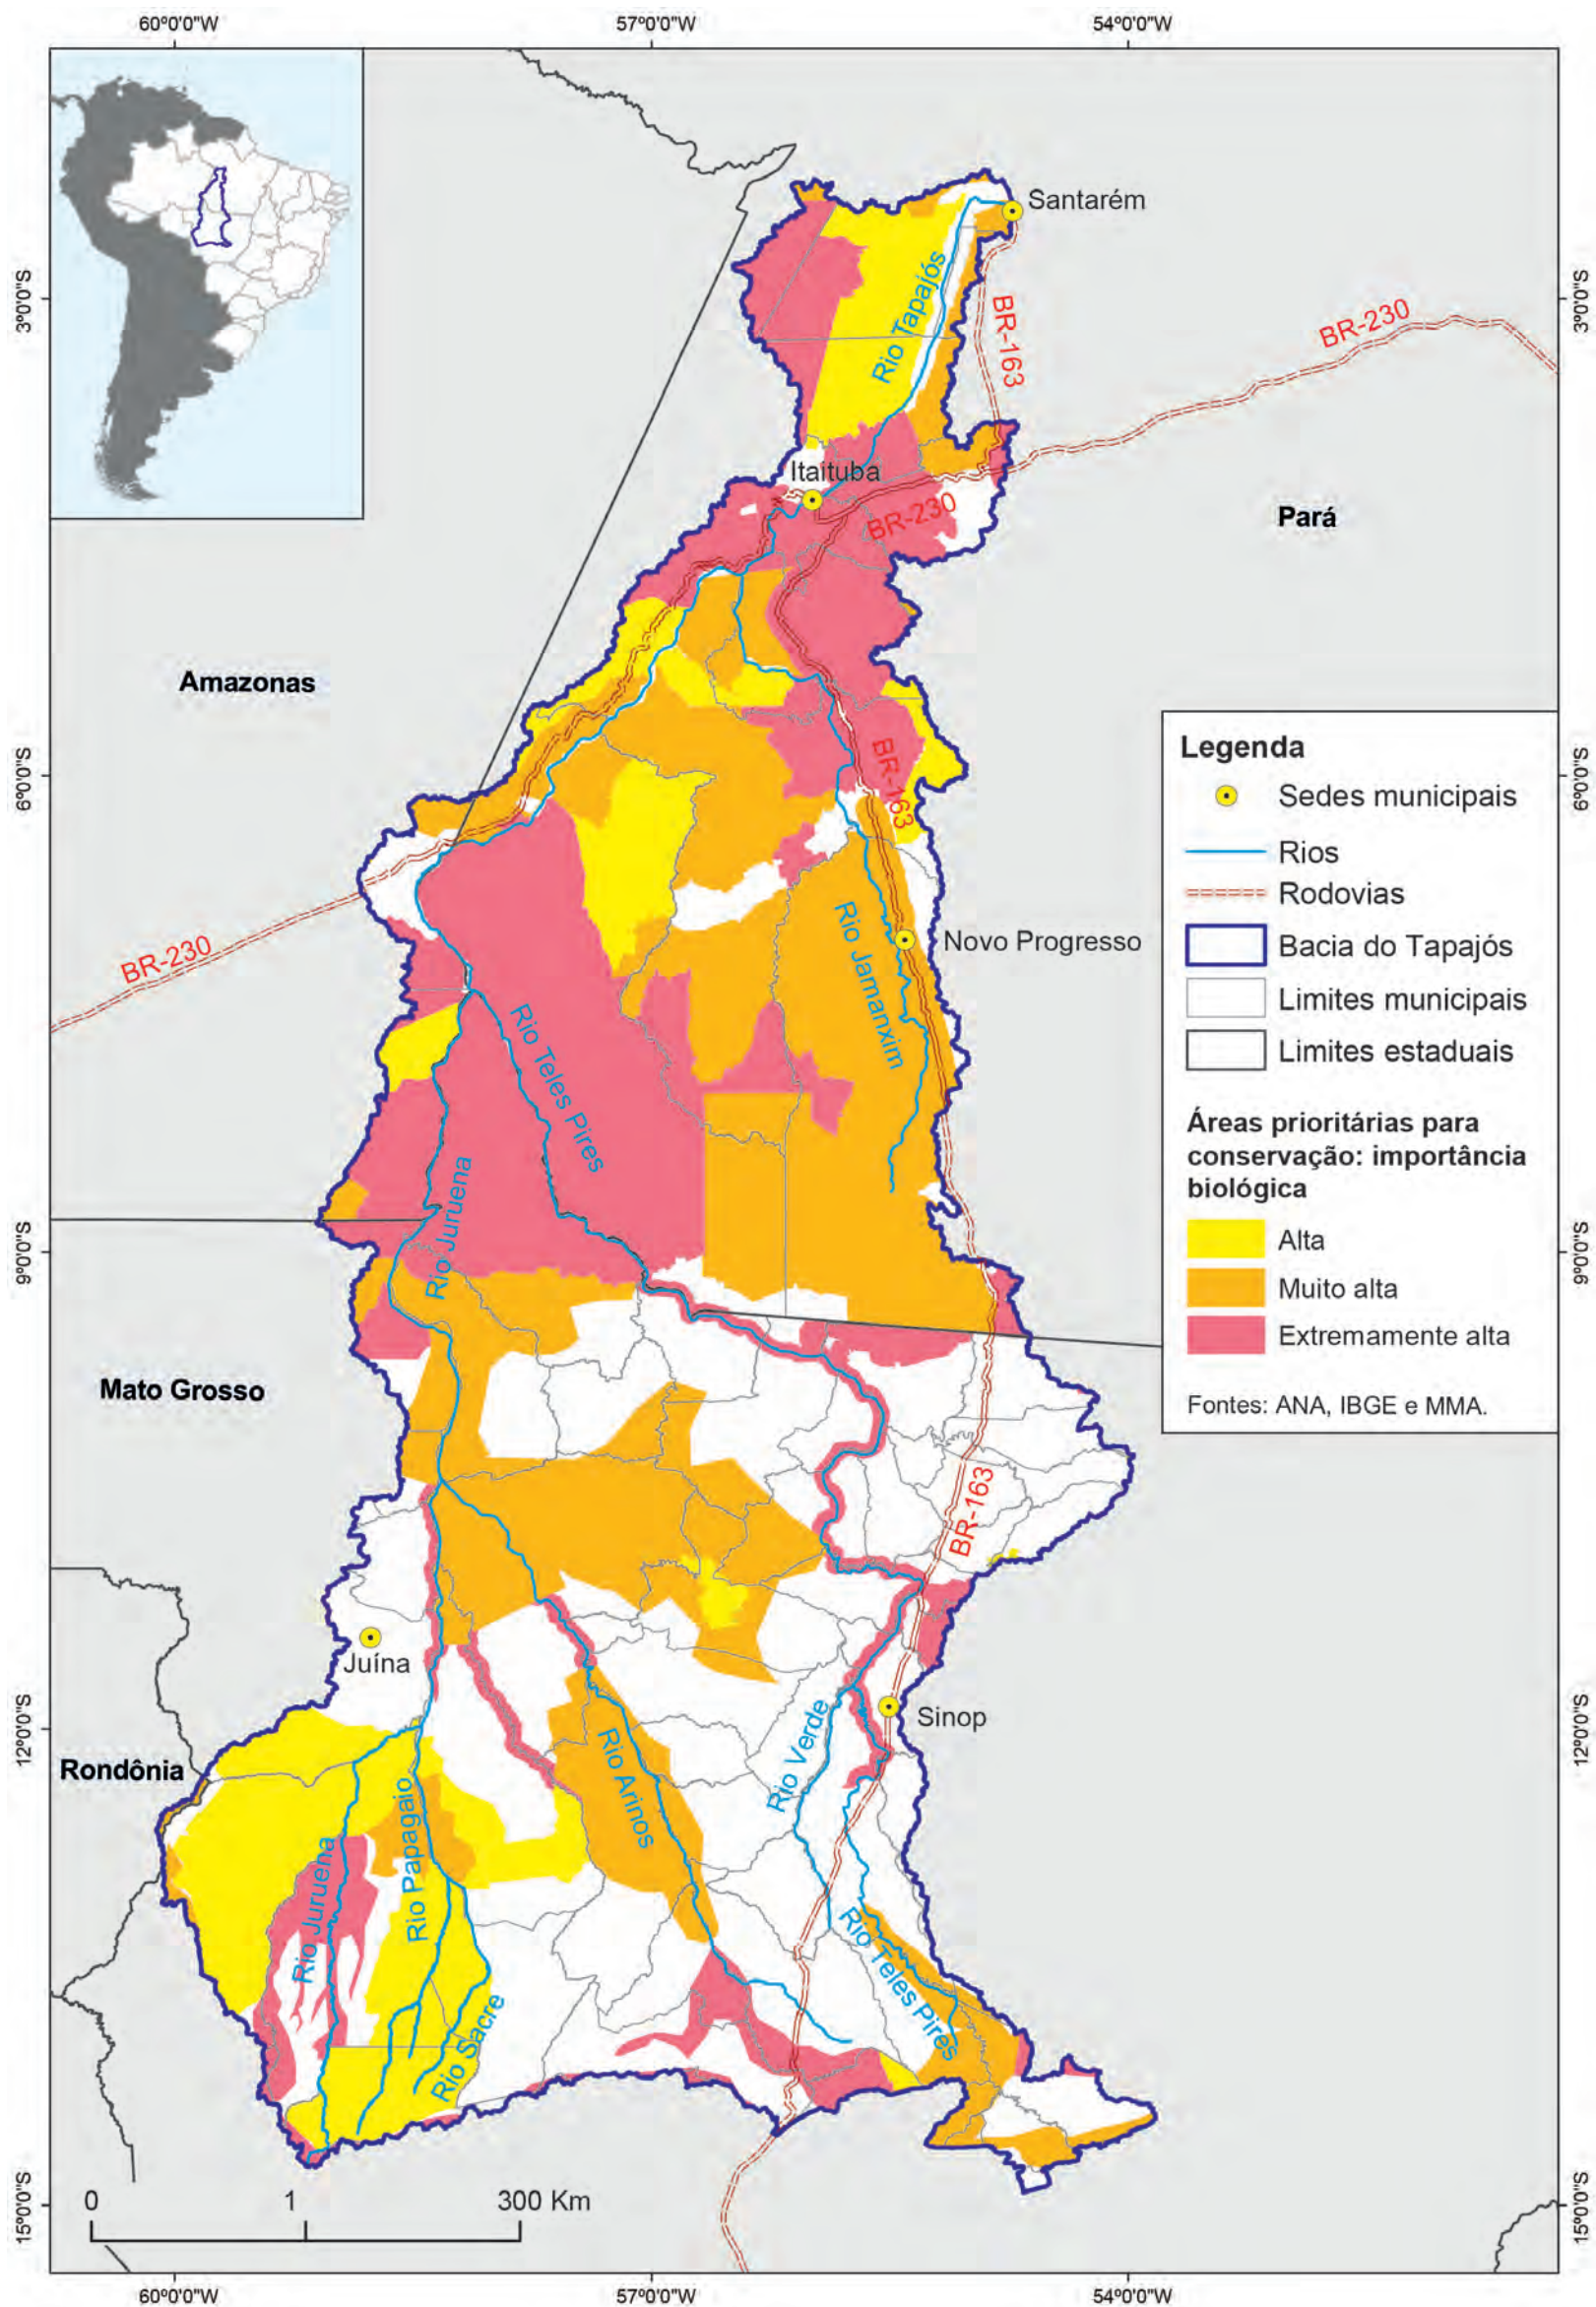 60°0'0"W
57°0'0"W
54°0'0"W
Santarém
3°0'0"S
3°0'0"S
Rio Tapajós
BR-163
BR-230
Itaituba
BR-230
Pará
Amazonas
6°0'0"S
6°0'0"S
BR-163
BR-230
Rio Jamanxim
Novo Progresso
Rio Teles Pires
Rio Juruena
9°0'0"S
9°0'0"S
Mato Grosso
BR-163
Juína
Rondônia
12°0'0"S
12°0'0"S
Sinop
Rio Verde
Rio Arinos
Rio Papagaio
Rio Juruena
Rio Sacre
Rio Teles Pires
15°0'0"S
15°0'0"S
0
1
300 Km
60°0'0"W
57°0'0"W
54°0'0"W
Legenda
Sedes municipais
Rios
Rodovias
Bacia do Tapajós
Limites municipais
Limites estaduais
Áreas prioritárias para
conservação: importância
biológica
Alta
Muito alta
Extremamente alta
Fontes: ANA, IBGE e MMA.